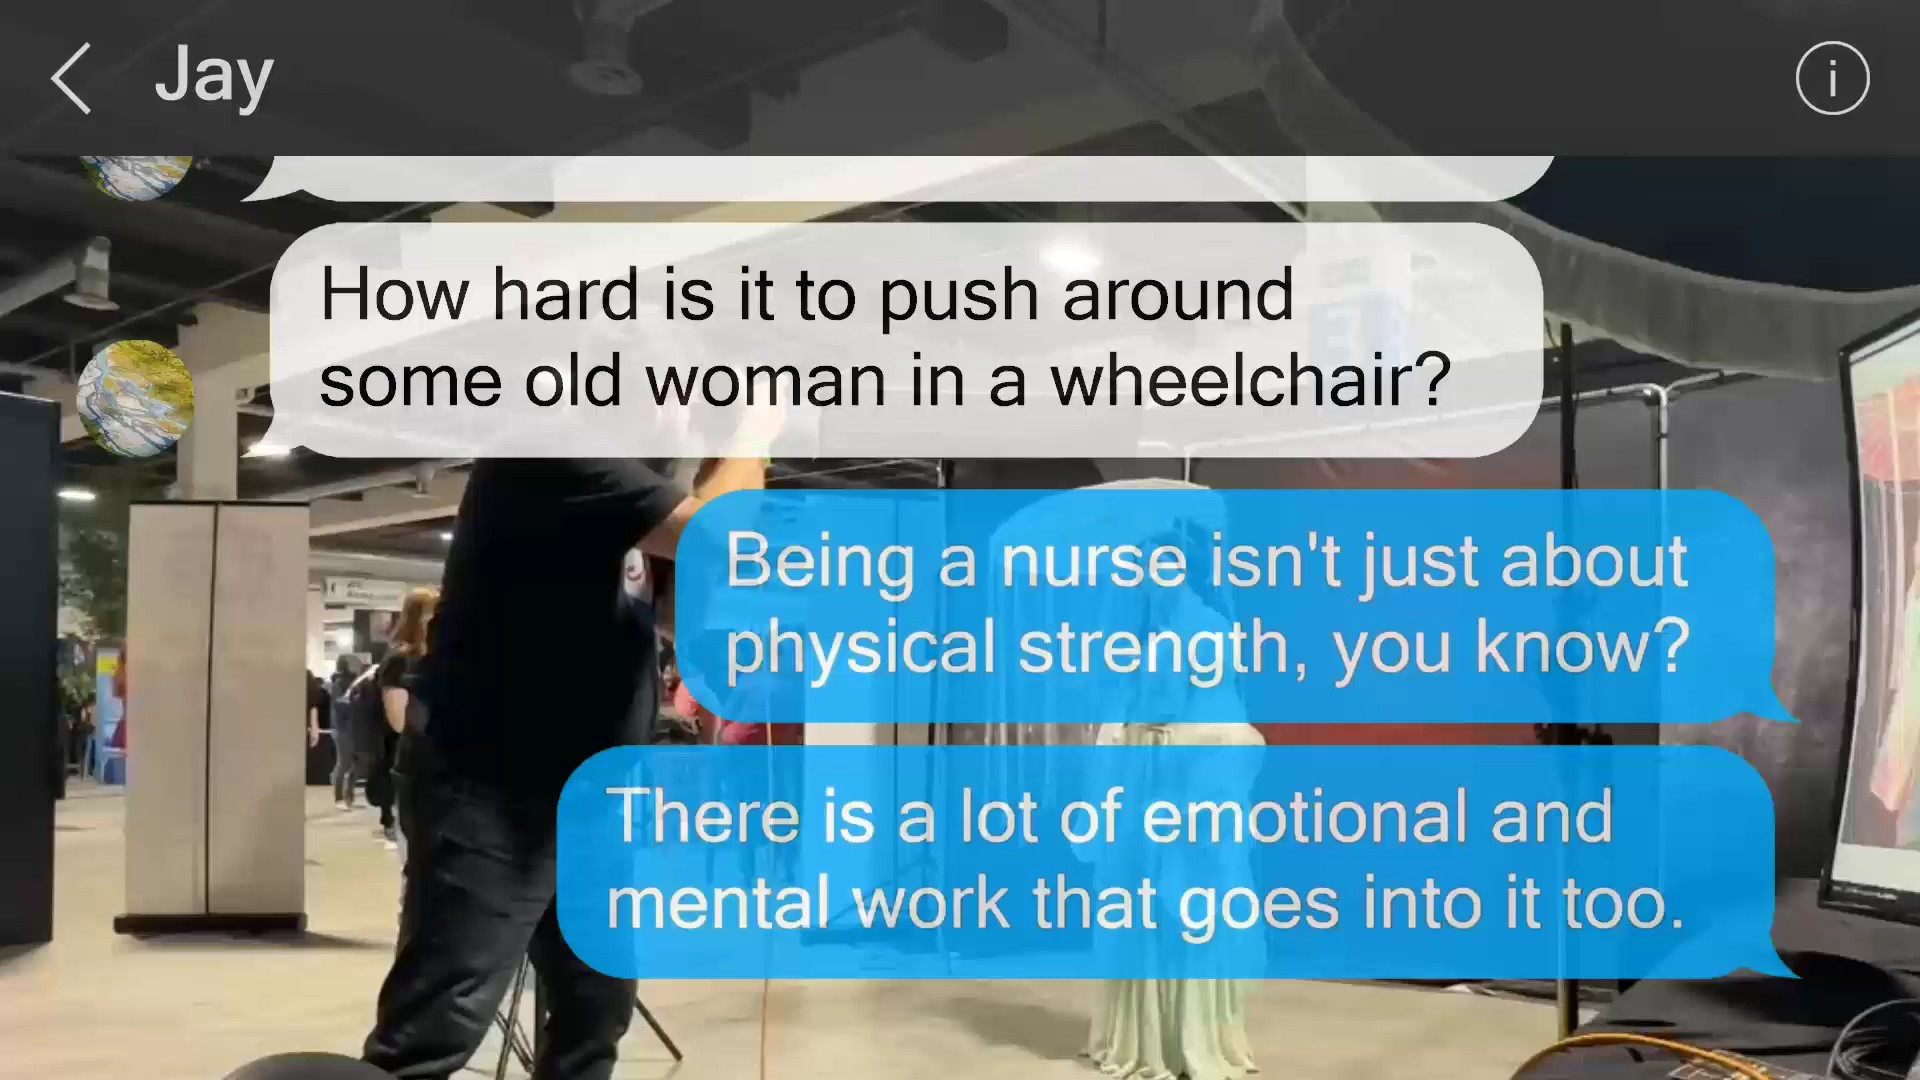 Jay
How hard is it to push around
some old woman in a wheelchair?
Being a nurse isn't just about
physical strength, you know?
There is a lot of emotional and
mental work that goes into it too.